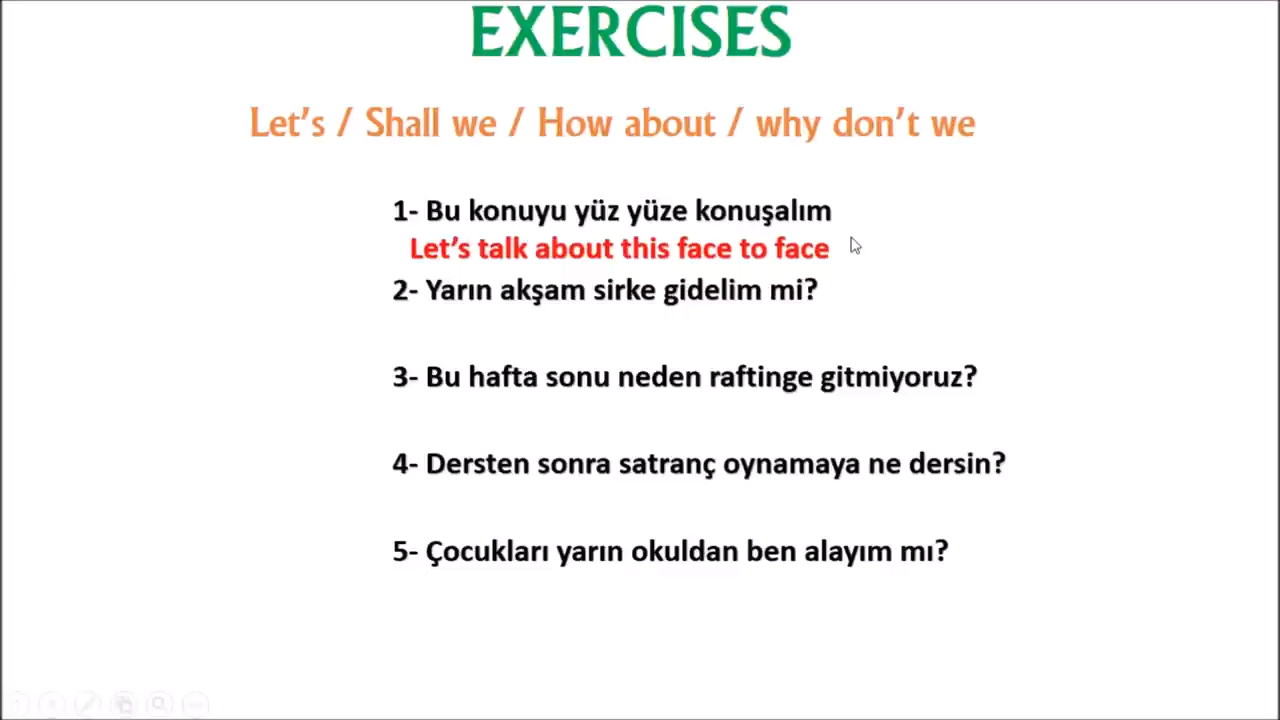 EXERCISES
Let's / Shall we / How about / why don't we
1- Bu konuyu yüz yüze konuşalım
Let's talk about this face to face
2- Yarın akşam sirke gidelim mi?
3- Bu hafta sonu neden raftinge gitmiyoruz?
4- Dersten sonra satranç oynamaya ne dersin?
5- Çocukları yarın okuldan ben alayım mı?